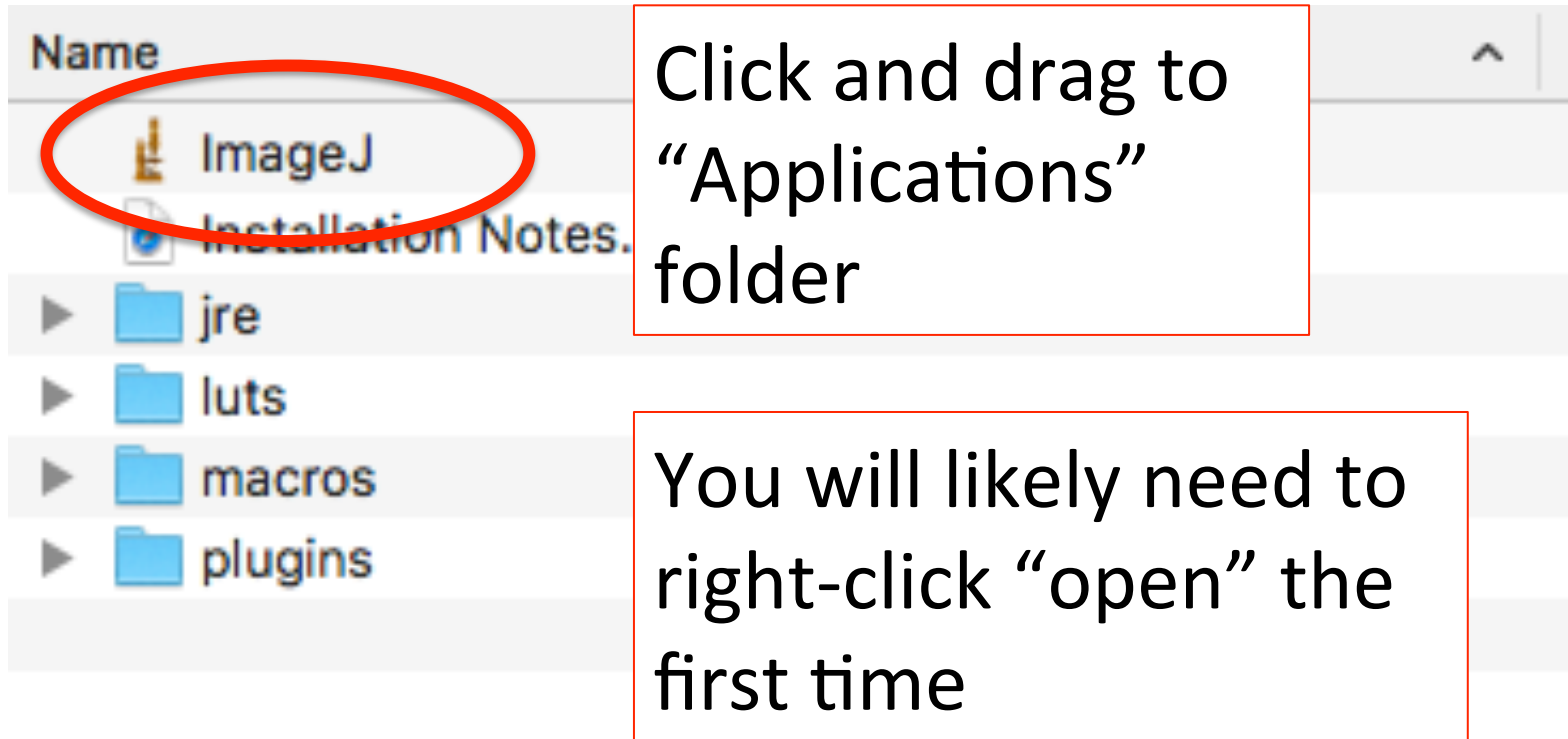 Name
ImageJ
Installation Notes.
jre
luts
macros
plugins
Click and drag to
“Applications”
folder
You will likely need to
right-click “open” the
first time